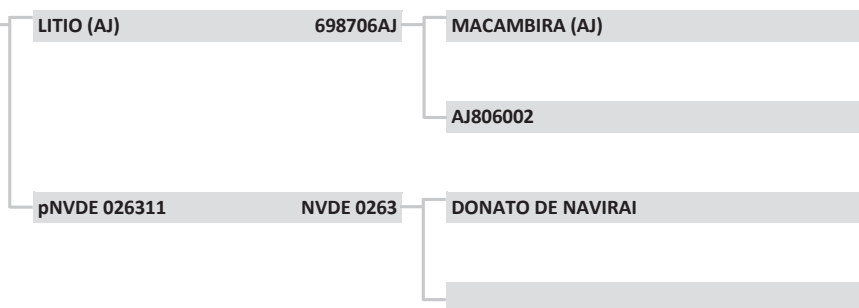 LITIO (AJ) 698706AJ MACAMBIRA (AJ)
AJ806002
pNVDE 026311 NVDE 0263 DONATO DE NAVIRAI